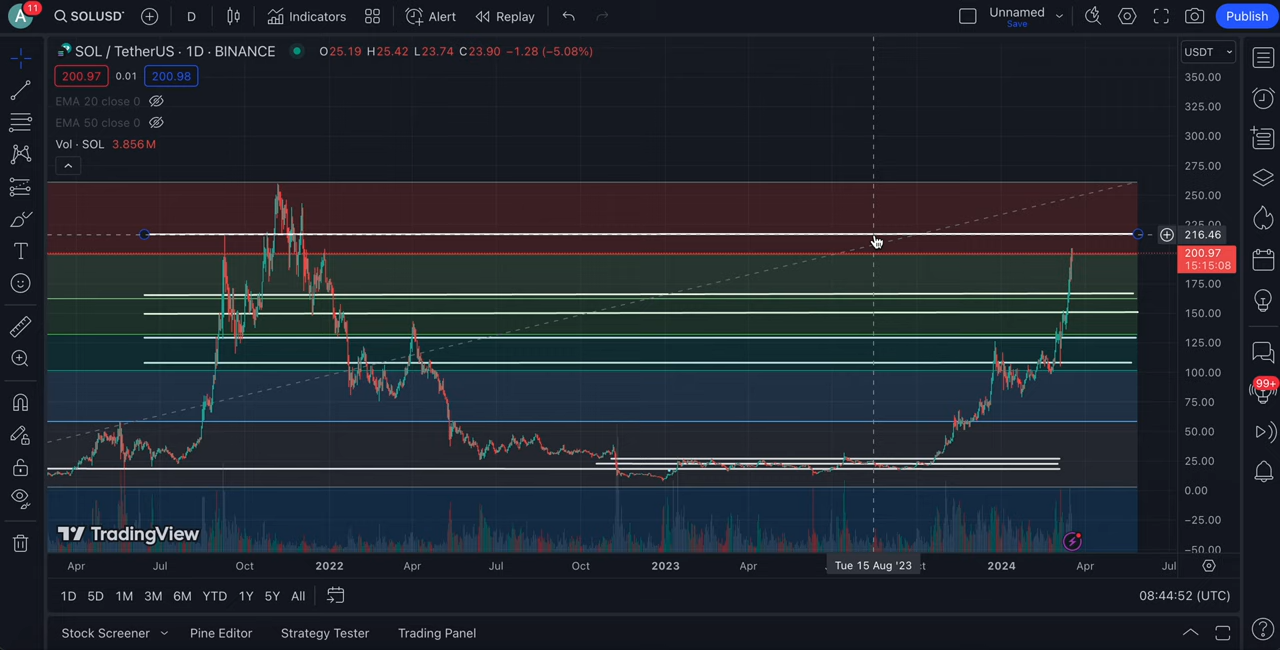 A 11 SOLUSDT D Indicators Alert Replay Unnamed Save Publish
SOL / TetherUS · 1D · BINANCE O25.19 H25.42 L23.74 C23.90 −1.28 (−5.08%) USDT
200.97 0.01 200.98
EMA 20 close 0
EMA 50 close 0
Vol · SOL 3.856M
350.00
325.00
300.00
275.00
250.00
225.00
216.46
200.97
15:15:08
175.00
150.00
125.00
100.00
75.00
50.00
25.00
0.00
−25.00
−50.00
99+
TradingView
Apr Jul Oct 2022 Apr Jul Oct 2023 Apr Tue 15 Aug '23 2024 Apr Jul
1D 5D 1M 3M 6M YTD 1Y 5Y All 08:44:52 (UTC)
Stock Screener Pine Editor Strategy Tester Trading Panel